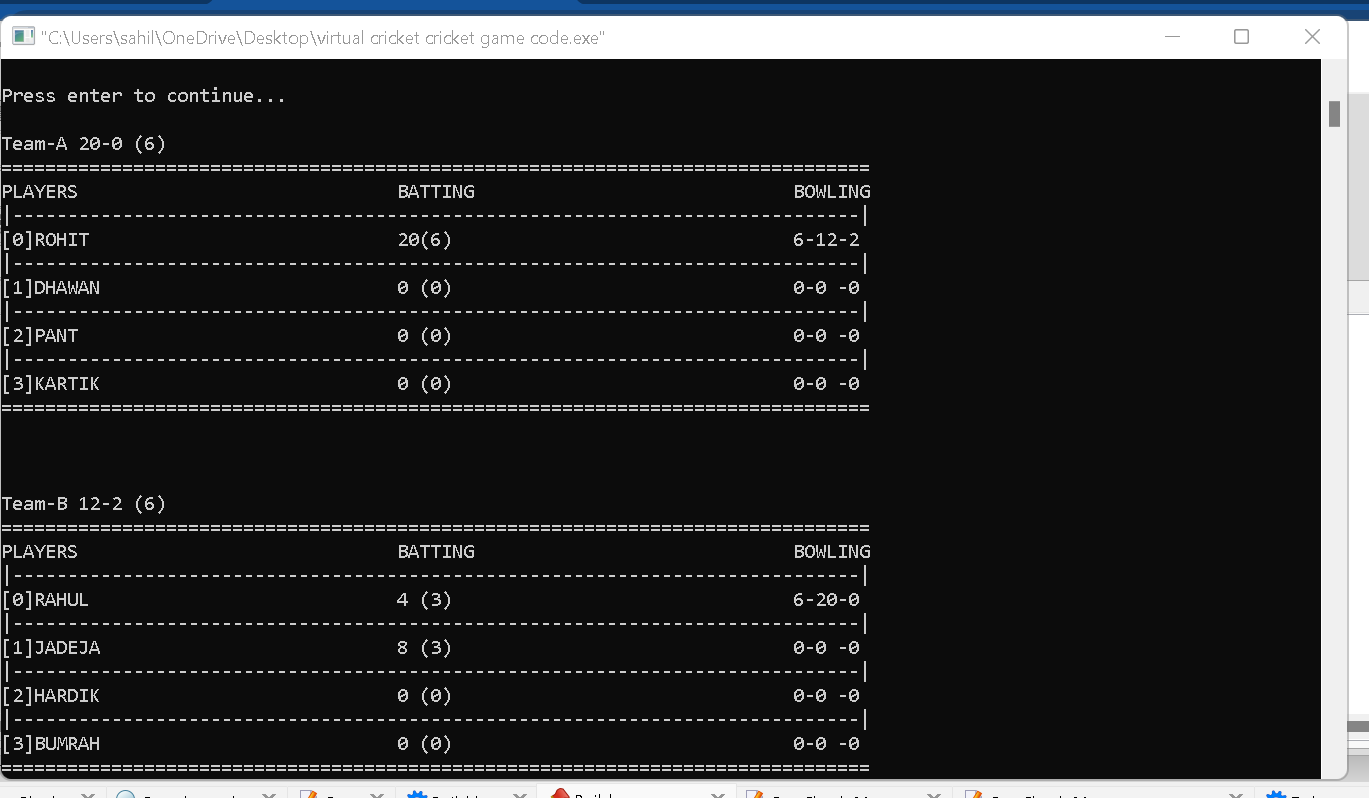 "C:\Users\sahil\OneDrive\Desktop\virtual cricket cricket game code.exe"
Press enter to continue...
Team-A 20-0 (6)
===============================================================================
PLAYERS BATTING BOWLING
|-----------------------------------------------------------------------------|
[0]ROHIT 20(6) 6-12-2
|-----------------------------------------------------------------------------|
[1]DHAWAN 0 (0) 0-0 -0
|-----------------------------------------------------------------------------|
[2]PANT 0 (0) 0-0 -0
|-----------------------------------------------------------------------------|
[3]KARTIK 0 (0) 0-0 -0
===============================================================================
Team-B 12-2 (6)
===============================================================================
PLAYERS BATTING BOWLING
|-----------------------------------------------------------------------------|
[0]RAHUL 4 (3) 6-20-0
|-----------------------------------------------------------------------------|
[1]JADEJA 8 (3) 0-0 -0
|-----------------------------------------------------------------------------|
[2]HARDIK 0 (0) 0-0 -0
|-----------------------------------------------------------------------------|
[3]BUMRAH 0 (0) 0-0 -0
===============================================================================